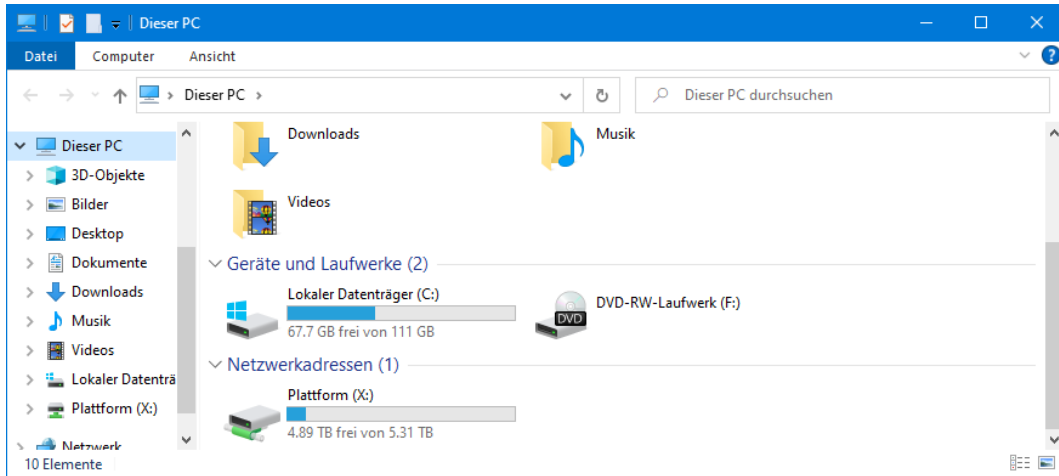 Dieser PC
Datei Computer Ansicht
Dieser PC
Dieser PC durchsuchen
Dieser PC
3D-Objekte
Bilder
Desktop
Dokumente
Downloads
Musik
Videos
Lokaler Datenträ
Plattform (X:)
Netzwerk
Downloads
Musik
Videos
Geräte und Laufwerke (2)
Lokaler Datenträger (C:)
67.7 GB frei von 111 GB
DVD-RW-Laufwerk (F:)
DVD
Netzwerkadressen (1)
Plattform (X:)
4.89 TB frei von 5.31 TB
10 Elemente